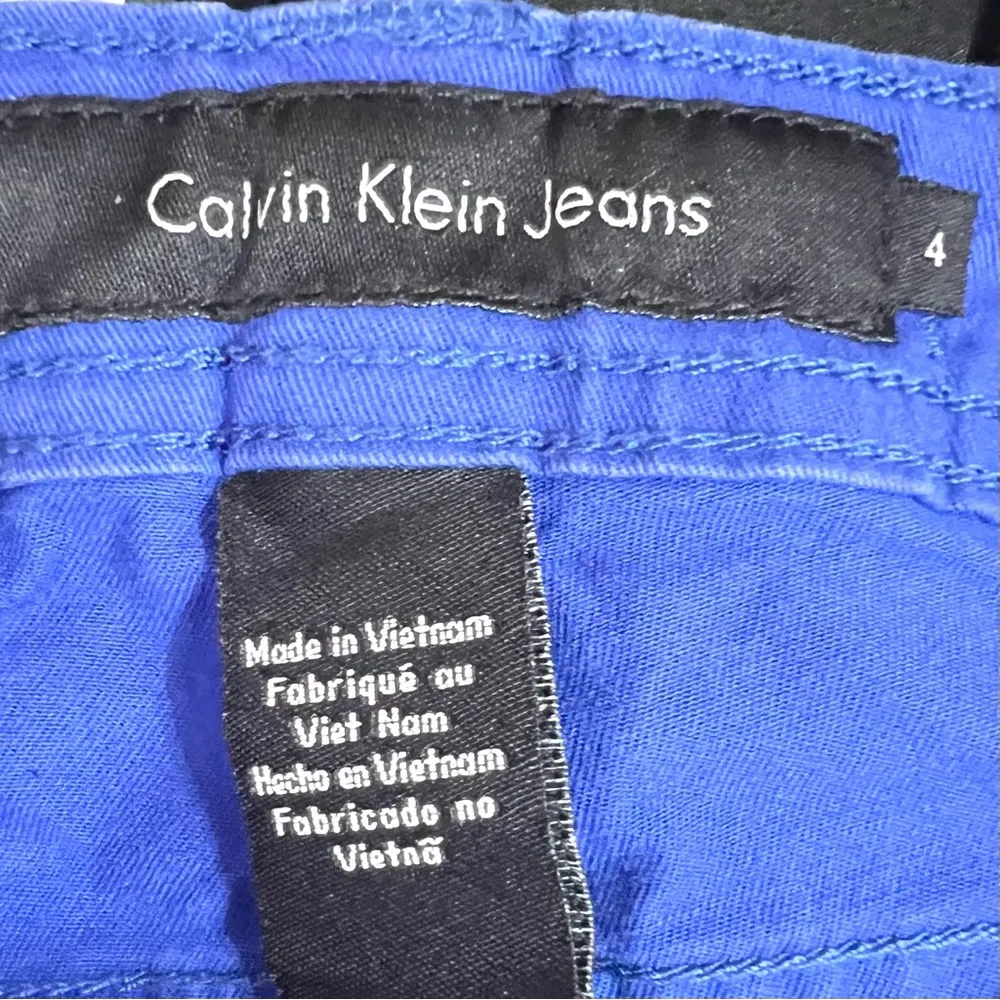 Calvin Klein Jeans
4
Made in Vietnam
Fabriqué au
Viet Nam
Hecho en Vietnam
Fabricado no
Vietnã